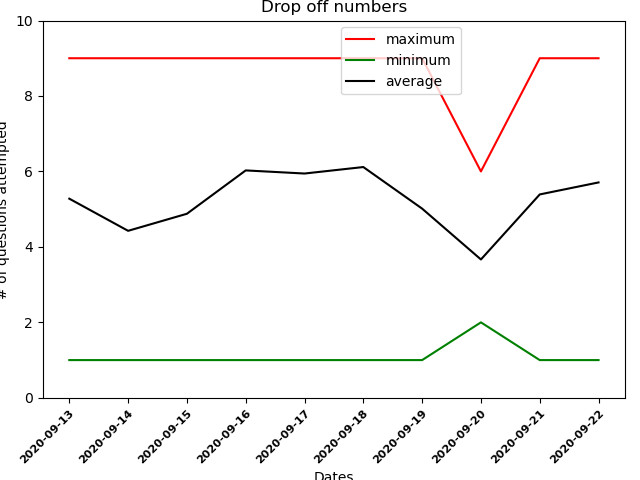 Drop off numbers
maximum
minimum
average
# of questions attempted
10
8
6
4
2
0
2020-09-13
2020-09-14
2020-09-15
2020-09-16
2020-09-17
2020-09-18
2020-09-19
2020-09-20
2020-09-21
2020-09-22
Dates